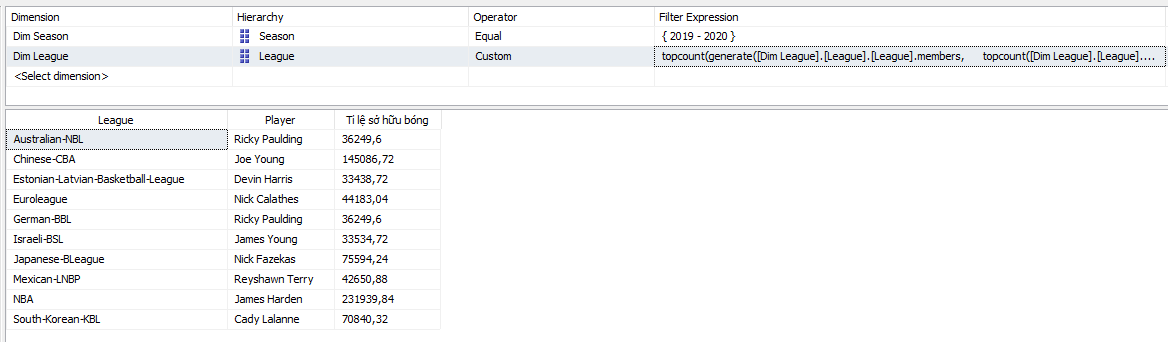 Dimension Hierarchy Operator Filter Expression
Dim Season Season Equal { 2019 - 2020 }
Dim League League Custom topcount(generate([Dim League].[League].[League].members, topcount([Dim League].[League]....
<Select dimension>
League Player Tỉ lệ sở hữu bóng
Australian-NBL Ricky Paulding 36249,6
Chinese-CBA Joe Young 145086,72
Estonian-Latvian-Basketball-League Devin Harris 33438,72
Euroleague Nick Calathes 44183,04
German-BBL Ricky Paulding 36249,6
Israeli-BSL James Young 33534,72
Japanese-BLeague Nick Fazekas 75594,24
Mexican-LNBP Reyshawn Terry 42650,88
NBA James Harden 231939,84
South-Korean-KBL Cady Lalanne 70840,32